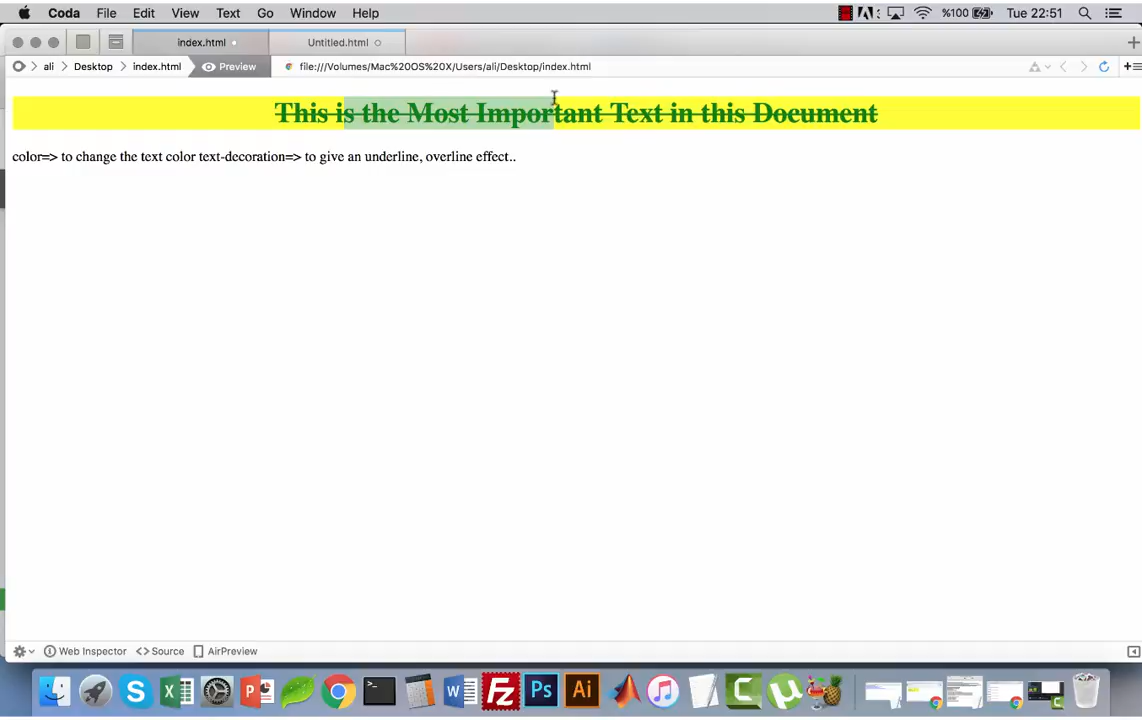 Coda File Edit View Text Go Window Help %100 Tue 22:51
index.html Untitled.html
ali Desktop index.html Preview file:///Volumes/Mac%20OS%20X/Users/ali/Desktop/index.html
This is the Most Important Text in this Document
color=> to change the text color text-decoration=> to give an underline, overline effect..
Web Inspector <> Source AirPreview
S X P >_ W Fz Ps Ai C µ